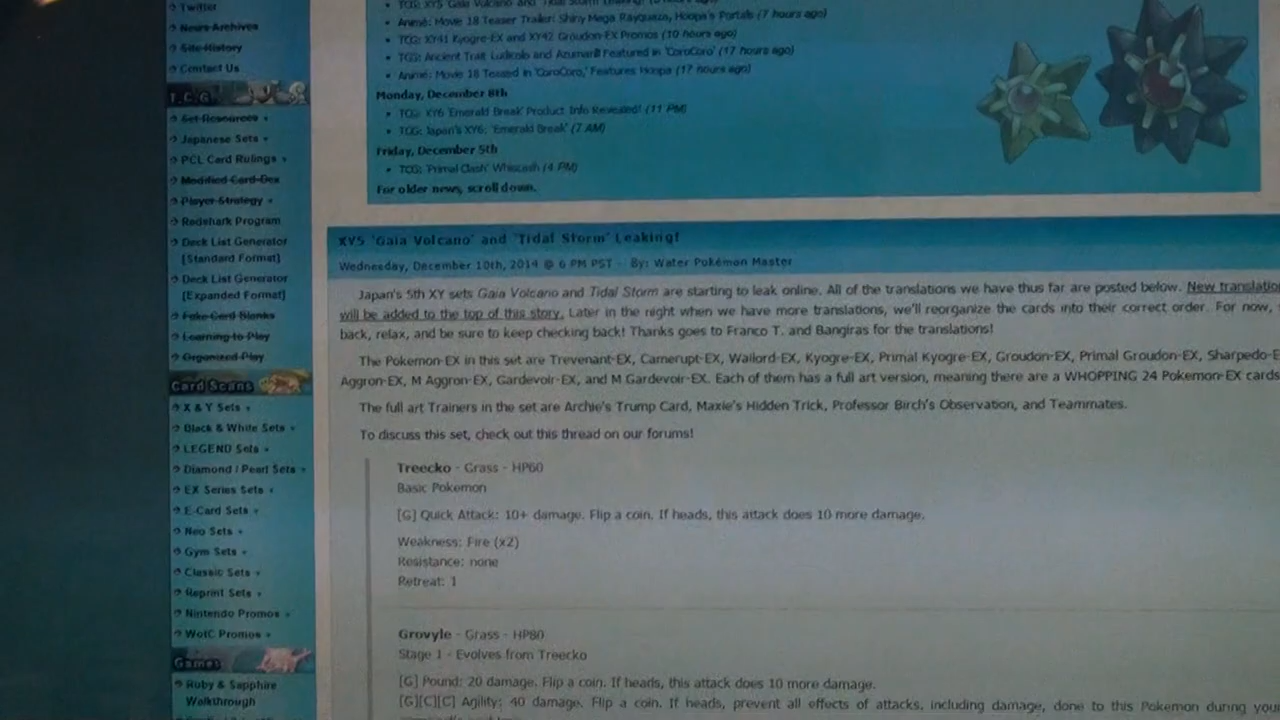 Twitter
News Archives
Site History
Contact Us
T.C.G.
Set Resources
Japanese Sets
PCL Card Rulings
Modified Card-Dex
Player Strategy
Redshark Program
Deck List Generator
[Standard Format]
Deck List Generator
[Expanded Format]
Fake Card Blanks
Learning to Play
Organized Play
Card Scans
X & Y Sets
Black & White Sets
LEGEND Sets
Diamond / Pearl Sets
EX Series Sets
E-Card Sets
Neo Sets
Gym Sets
Classic Sets
Reprint Sets
Nintendo Promos
WotC Promos
Games
Ruby & Sapphire
Walkthrough
TCG: XY5 'Gaia Volcano' and 'Tidal Storm'
Animé: Movie 18 Teaser Trailer: Shiny Mega Rayquaza, Hoopa's Portals (7 hours ago)
TCG: XY41 Kyogre-EX and XY42 Groudon-EX Promos (10 hours ago)
TCG: Ancient Trait Ludicolo and Azumarill Featured in 'CoroCoro' (17 hours ago)
Animé: Movie 18 Teased in 'CoroCoro,' Features Hoopa (17 hours ago)
Monday, December 8th
TCG: XY6 'Emerald Break' Product Info Revealed! (11 PM)
TCG: Japan's XY6: 'Emerald Break' (7 AM)
Friday, December 5th
TCG: 'Primal Clash' Whiscash (4 PM)
For older news, scroll down.
XY5 'Gaia Volcano' and 'Tidal Storm' Leaking!
Wednesday, December 10th, 2014 @ 6 PM PST - By: Water Pokémon Master
Japan's 5th XY sets Gaia Volcano and Tidal Storm are starting to leak online. All of the translations we have thus far are posted below. New translatio
will be added to the top of this story. Later in the night when we have more translations, we'll reorganize the cards into their correct order. For now,
back, relax, and be sure to keep checking back! Thanks goes to Franco T. and Bangiras for the translations!
The Pokemon-EX in this set are Trevenant-EX, Camerupt-EX, Wailord-EX, Kyogre-EX, Primal Kyogre-EX, Groudon-EX, Primal Groudon-EX, Sharpedo-E
Aggron-EX, M Aggron-EX, Gardevoir-EX, and M Gardevoir-EX. Each of them has a full art version, meaning there are a WHOPPING 24 Pokemon-EX cards
The full art Trainers in the set are Archie's Trump Card, Maxie's Hidden Trick, Professor Birch's Observation, and Teammates.
To discuss this set, check out this thread on our forums!
Treecko - Grass - HP60
Basic Pokemon
[G] Quick Attack: 10+ damage. Flip a coin. If heads, this attack does 10 more damage.
Weakness: Fire (x2)
Resistance: none
Retreat: 1
Grovyle - Grass - HP80
Stage 1 - Evolves from Treecko
[G] Pound: 20 damage. Flip a coin. If heads, this attack does 10 more damage.
[G][C][C] Agility: 40 damage. Flip a coin. If heads, prevent all effects of attacks, including damage, done to this Pokemon during you